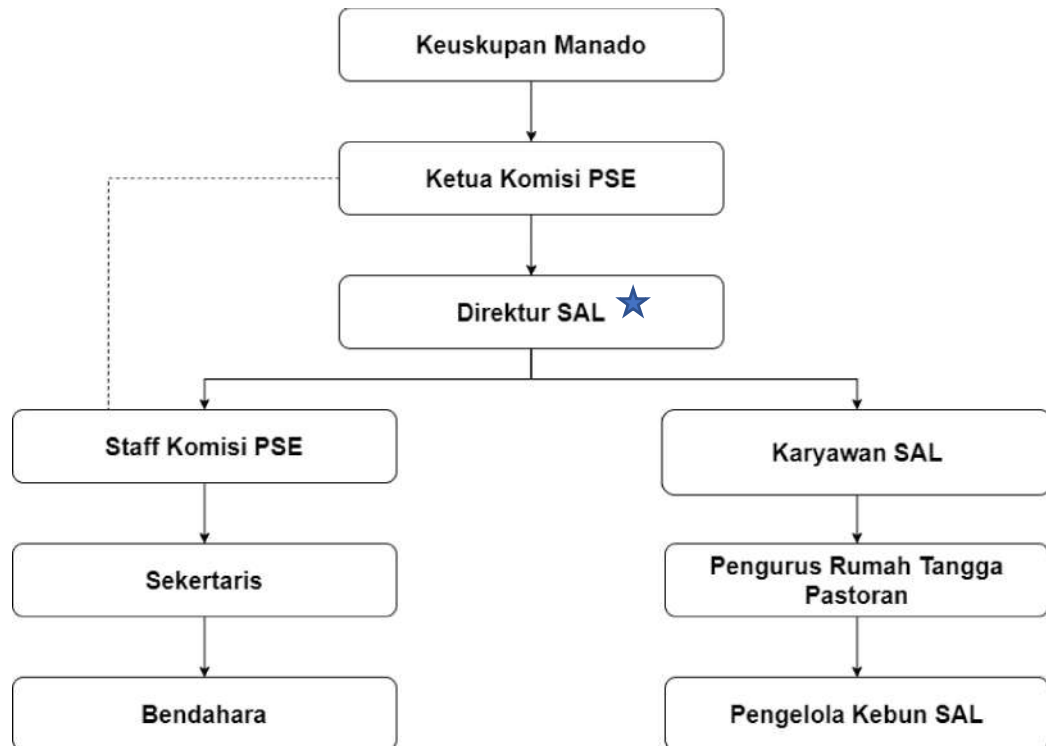 Keuskupan Manado
Ketua Komisi PSE
Direktur SAL
Staff Komisi PSE
Karyawan SAL
Sekertaris
Pengurus Rumah Tangga
Pastoran
Bendahara
Pengelola Kebun SAL